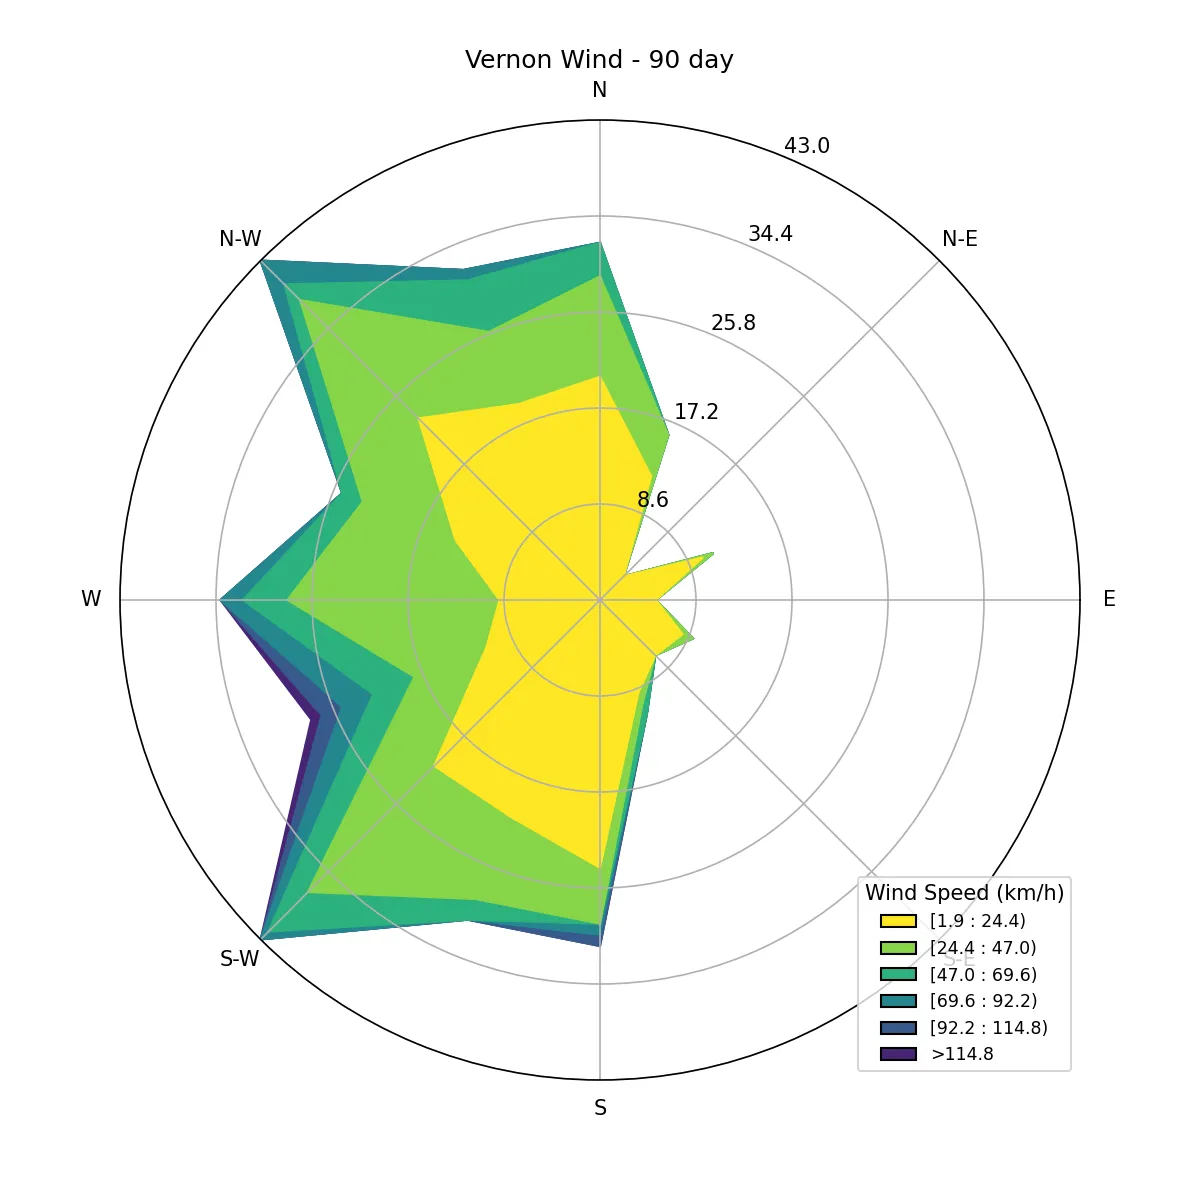 Vernon Wind - 90 day
N
43.0
34.4
N-W
N-E
25.8
17.2
8.6
W
E
S-W
S-E
S
Wind Speed (km/h)
[1.9 : 24.4)
[24.4 : 47.0)
[47.0 : 69.6)
[69.6 : 92.2)
[92.2 : 114.8)
>114.8